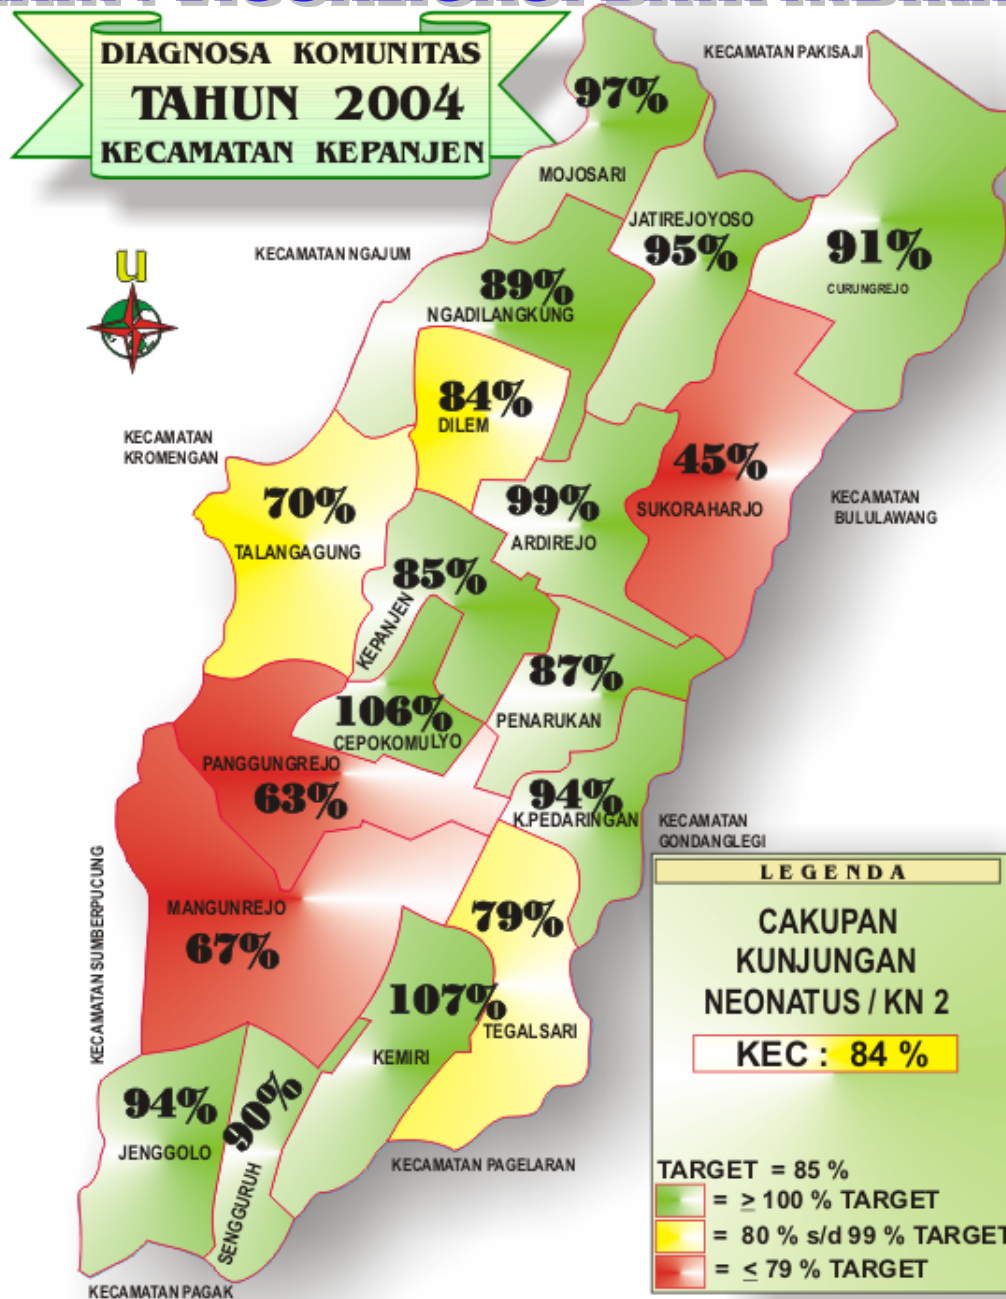 DIAGNOSA KOMUNITAS
TAHUN 2004
KECAMATAN KEPANJEN
KECAMATAN PAKISAJI
97%
MOJOSARI
JATIREJOYOSO
95%
91%
CURUNGREJO
KECAMATAN NGAJUM
U
89%
NGADILANGKUNG
84%
DILEM
KECAMATAN
KROMENGAN
70%
TALANGAGUNG
99%
ARDIREJO
45%
SUKORAHARJO
KECAMATAN
BULULAWANG
85%
KEPANJEN
87%
PENARUKAN
106%
CEPOKOMULYO
PANGGUNGREJO
63%
94%
K.PEDARINGAN
KECAMATAN
GONDANGLEGI
KECAMATAN SUMBERPUCUNG
MANGUNREJO
67%
79%
TEGALSARI
107%
KEMIRI
94%
JENGGOLO
90%
SENGGURUH
KECAMATAN PAGELARAN
KECAMATAN PAGAK
LEGENDA
CAKUPAN
KUNJUNGAN
NEONATUS / KN 2
KEC : 84 %
TARGET = 85 %
= ≥ 100 % TARGET
= 80 % s/d 99 % TARGET
= ≤ 79 % TARGET